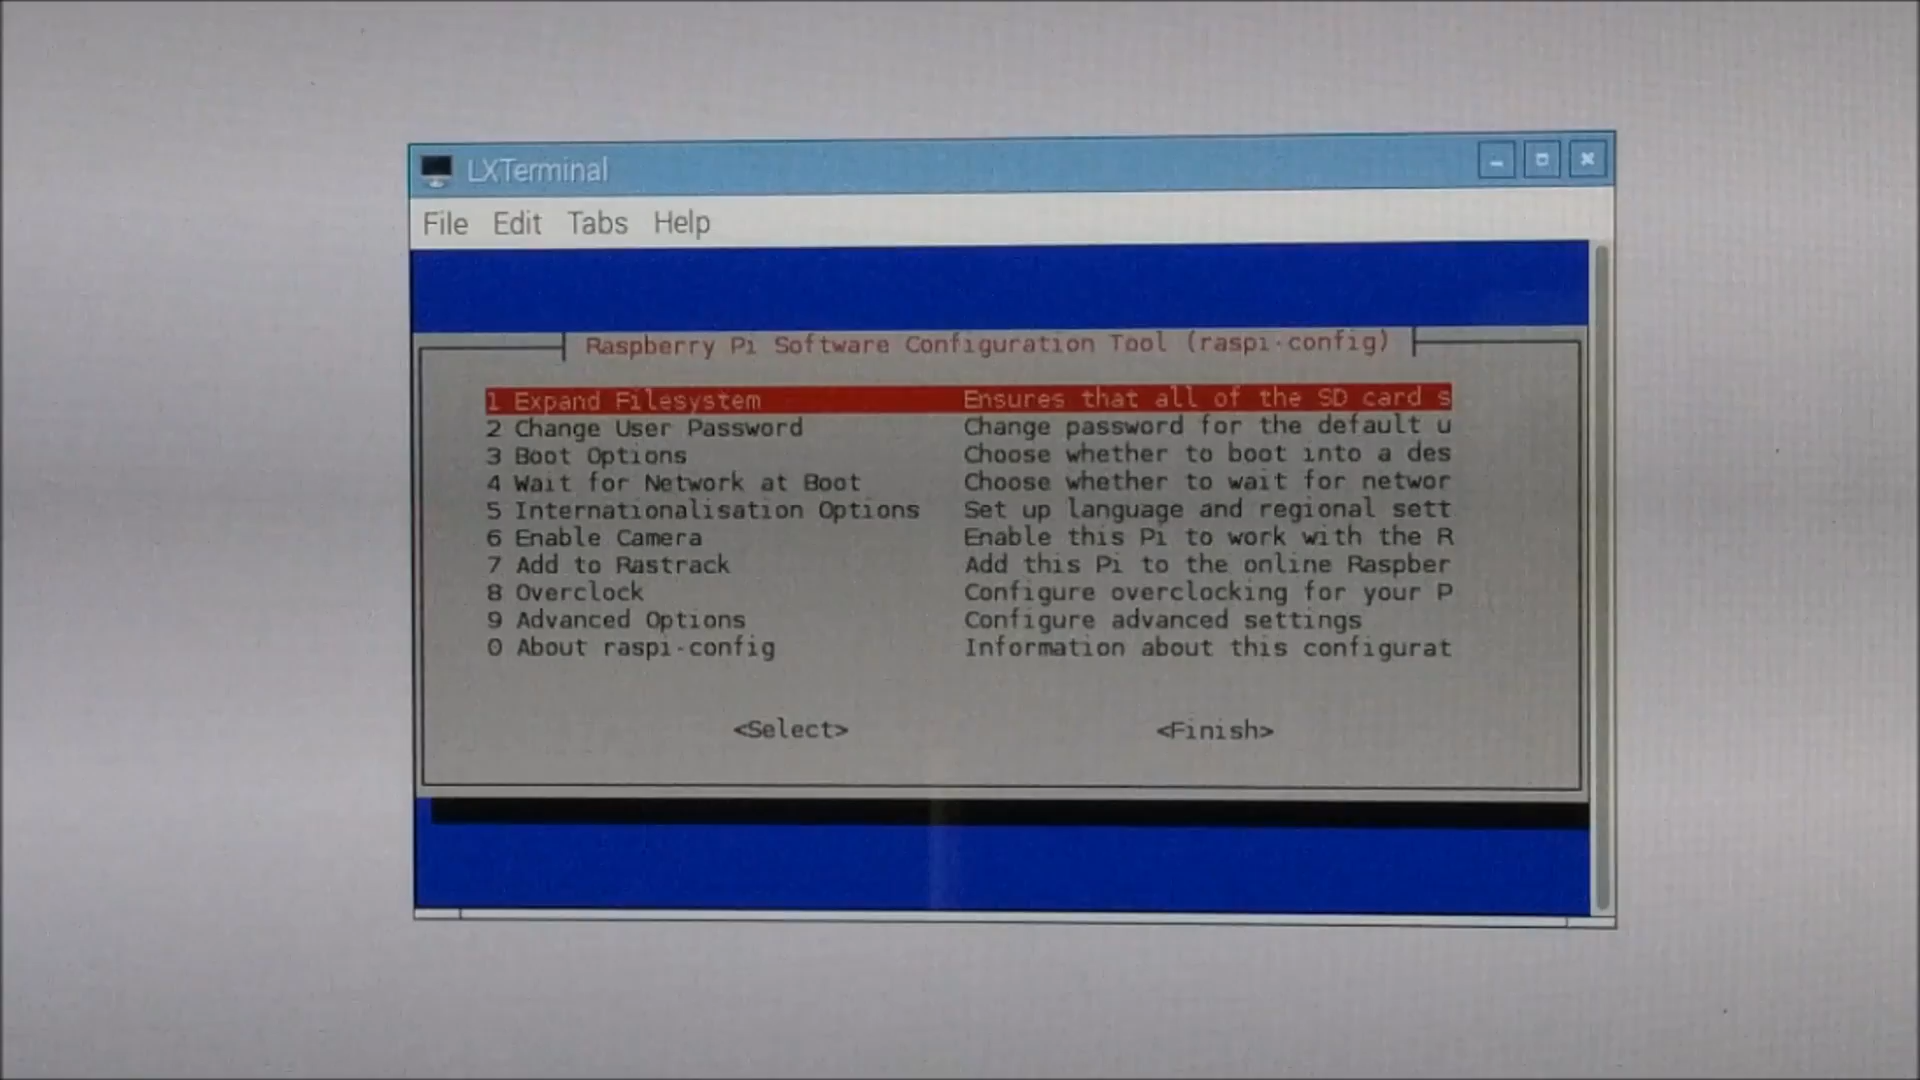 LXTerminal
File Edit Tabs Help
Raspberry Pi Software Configuration Tool (raspi-config)
1 Expand Filesystem Ensures that all of the SD card s
2 Change User Password Change password for the default u
3 Boot Options Choose whether to boot into a des
4 Wait for Network at Boot Choose whether to wait for networ
5 Internationalisation Options Set up language and regional sett
6 Enable Camera Enable this Pi to work with the R
7 Add to Rastrack Add this Pi to the online Raspber
8 Overclock Configure overclocking for your P
9 Advanced Options Configure advanced settings
0 About raspi-config Information about this configurat
<Select> <Finish>